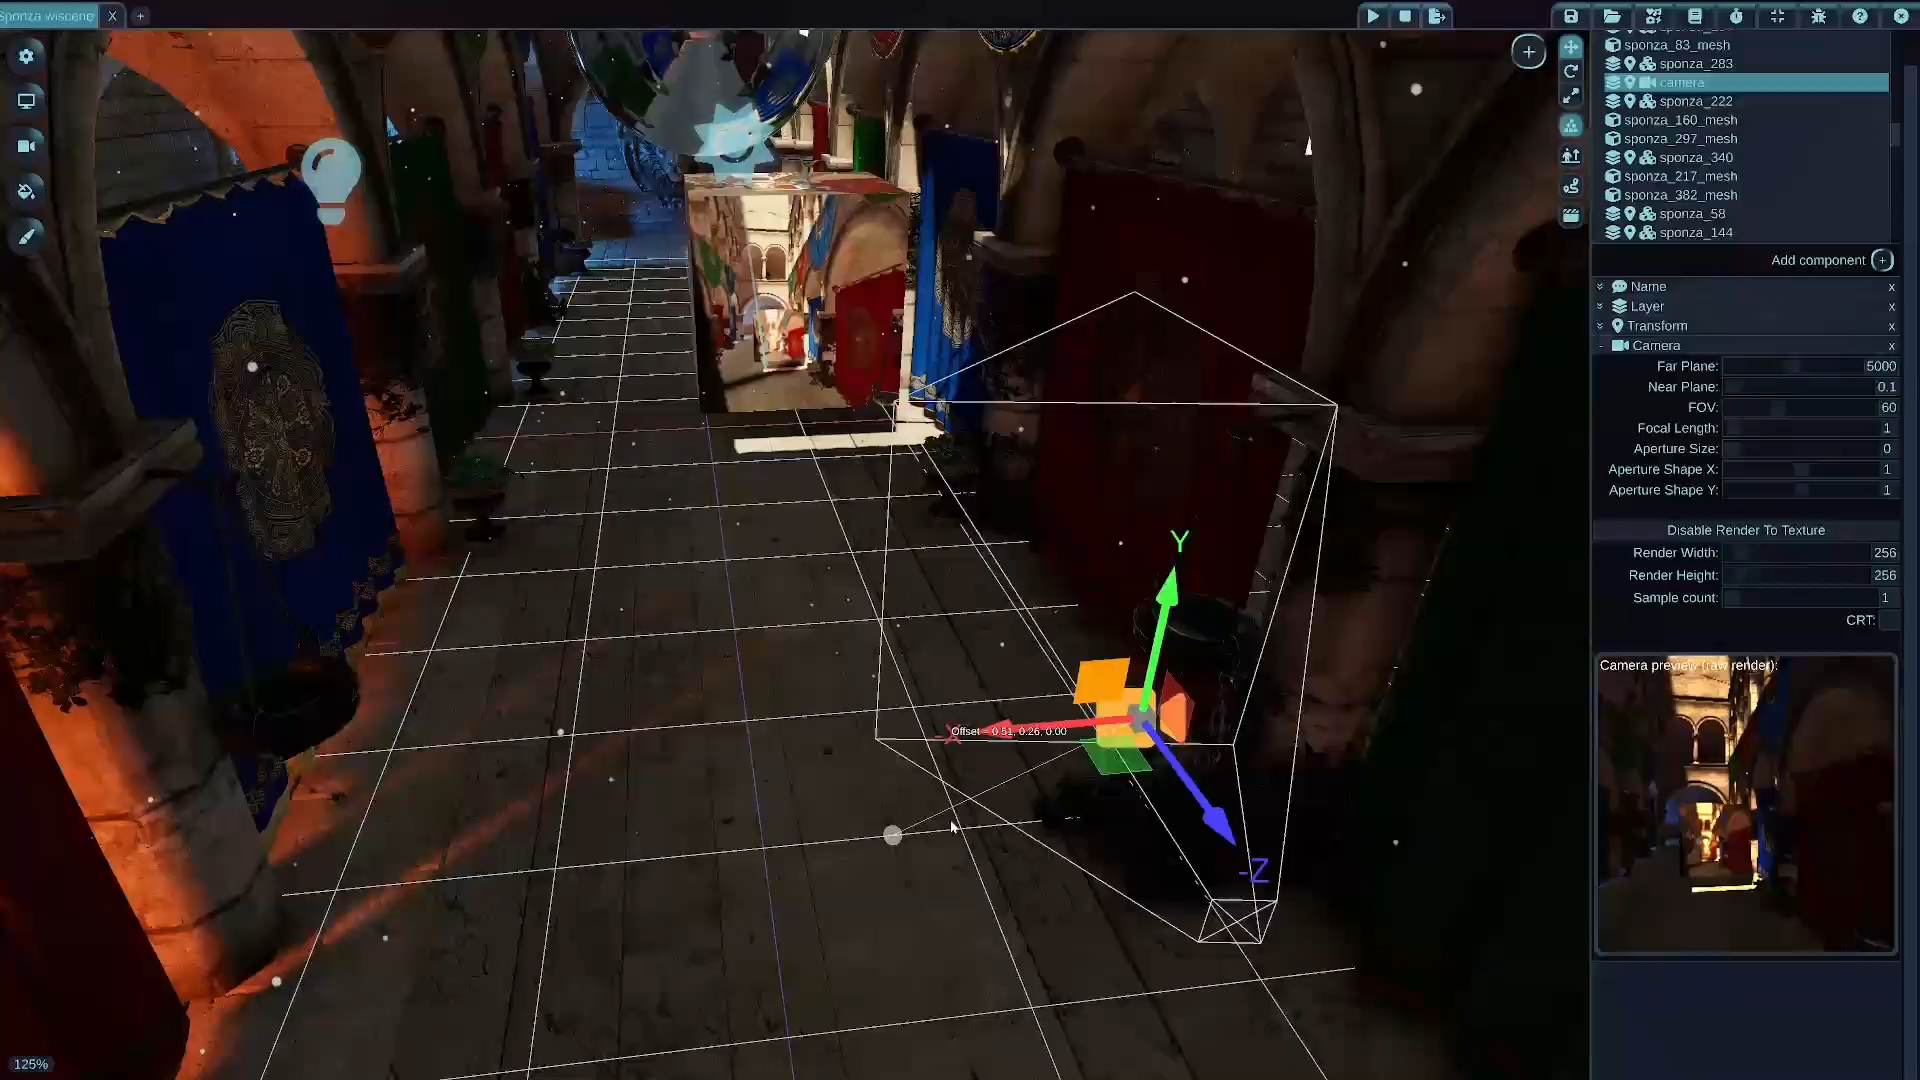 Sponza wiscene X +
+
sponza_83_mesh
sponza_283
camera
sponza_222
sponza_160_mesh
sponza_297_mesh
sponza_340
sponza_217_mesh
sponza_382_mesh
sponza_58
sponza_144
Add component +
Name x
Layer x
Transform x
- Camera x
Far Plane: 5000
Near Plane: 0.1
FOV: 60
Focal Length: 1
Aperture Size: 0
Aperture Shape X: 1
Aperture Shape Y: 1
Disable Render To Texture
Render Width: 256
Render Height: 256
Sample count: 1
CRT:
Camera preview (raw render):
Y
-X
Offset 0.51, 0.26, 0.00
-Z
125%